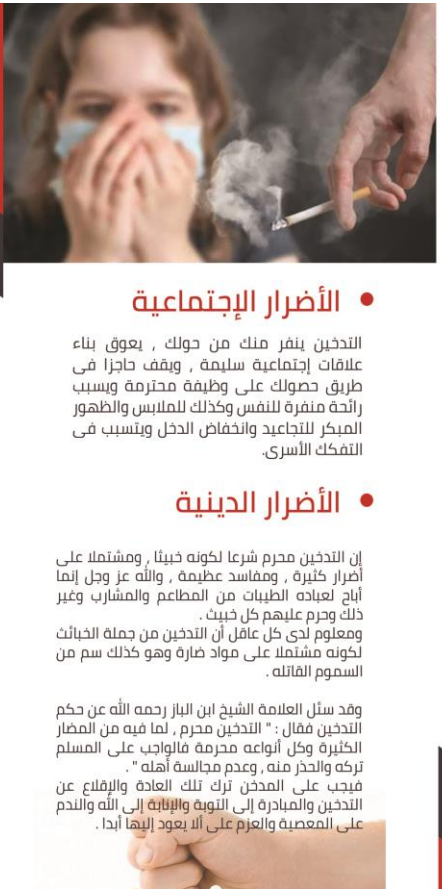 الأضرار الإجتماعية
التدخين ينفر منك من حولك , يعوق بناء
علاقات إجتماعية سليمة , ويقف حاجزا فى
طريق حصولك على وظيفة محترمة ويسبب
رائحة منفرة للنفس وكذلك للملابس والظهور
المبكر للتجاعيد وانخفاض الدخل ويتسبب فى
التفكك الأسرى.
الأضرار الدينية
إن التدخين محرم شرعا لكونه خبيثا , ومشتملا على
أضرار كثيرة , ومفاسد عظيمة , والله عز وجل إنما
أباح لعباده الطيبات من المطاعم والمشارب وغير
ذلك وحرم عليهم كل خبيث .
ومعلوم لدى كل عاقل أن التدخين من جملة الخبائث
لكونه مشتملا على مواد ضارة وهو كذلك سم من
السموم القاتله .
وقد سئل العلامة الشيخ ابن الباز رحمه الله عن حكم
التدخين فقال : " التدخين محرم , لما فيه من المضار
الكثيرة وكل أنواعه محرمة فالواجب على المسلم
تركه والحذر منه , وعدم مجالسة أهله " .
فيجب على المدخن ترك تلك العادة والإقلاع عن
التدخين والمبادرة إلى التوبة والإنابة إلى الله والندم
على المعصية والعزم على ألا يعود إليها أبدا .